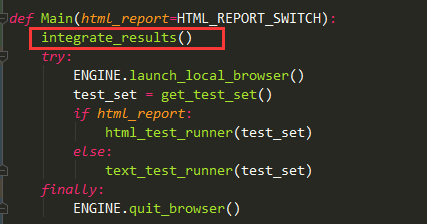 def Main(html_report=HTML_REPORT_SWITCH):
    integrate_results()
    try:
        ENGINE.launch_local_browser()
        test_set = get_test_set()
        if html_report:
            html_test_runner(test_set)
        else:
            text_test_runner(test_set)
    finally:
        ENGINE.quit_browser()